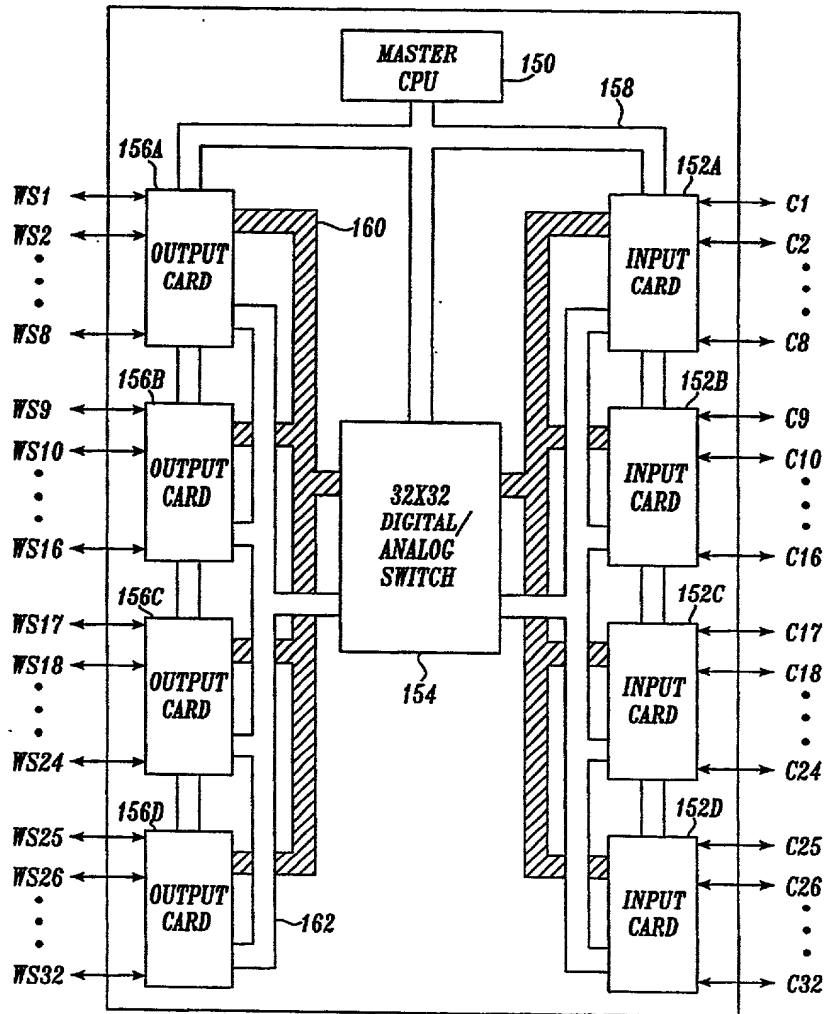 MASTER
CPU
150
158
156A
152A
WS1
WS2
WS8
OUTPUT
CARD
160
INPUT
CARD
C1
C2
C8
156B
152B
WS9
WS10
WS16
OUTPUT
CARD
32X32
DIGITAL/
ANALOG
SWITCH
154
INPUT
CARD
C9
C10
C16
156C
152C
WS17
WS18
WS24
OUTPUT
CARD
INPUT
CARD
C17
C18
C24
156D
152D
WS25
WS26
WS32
OUTPUT
CARD
162
INPUT
CARD
C25
C26
C32